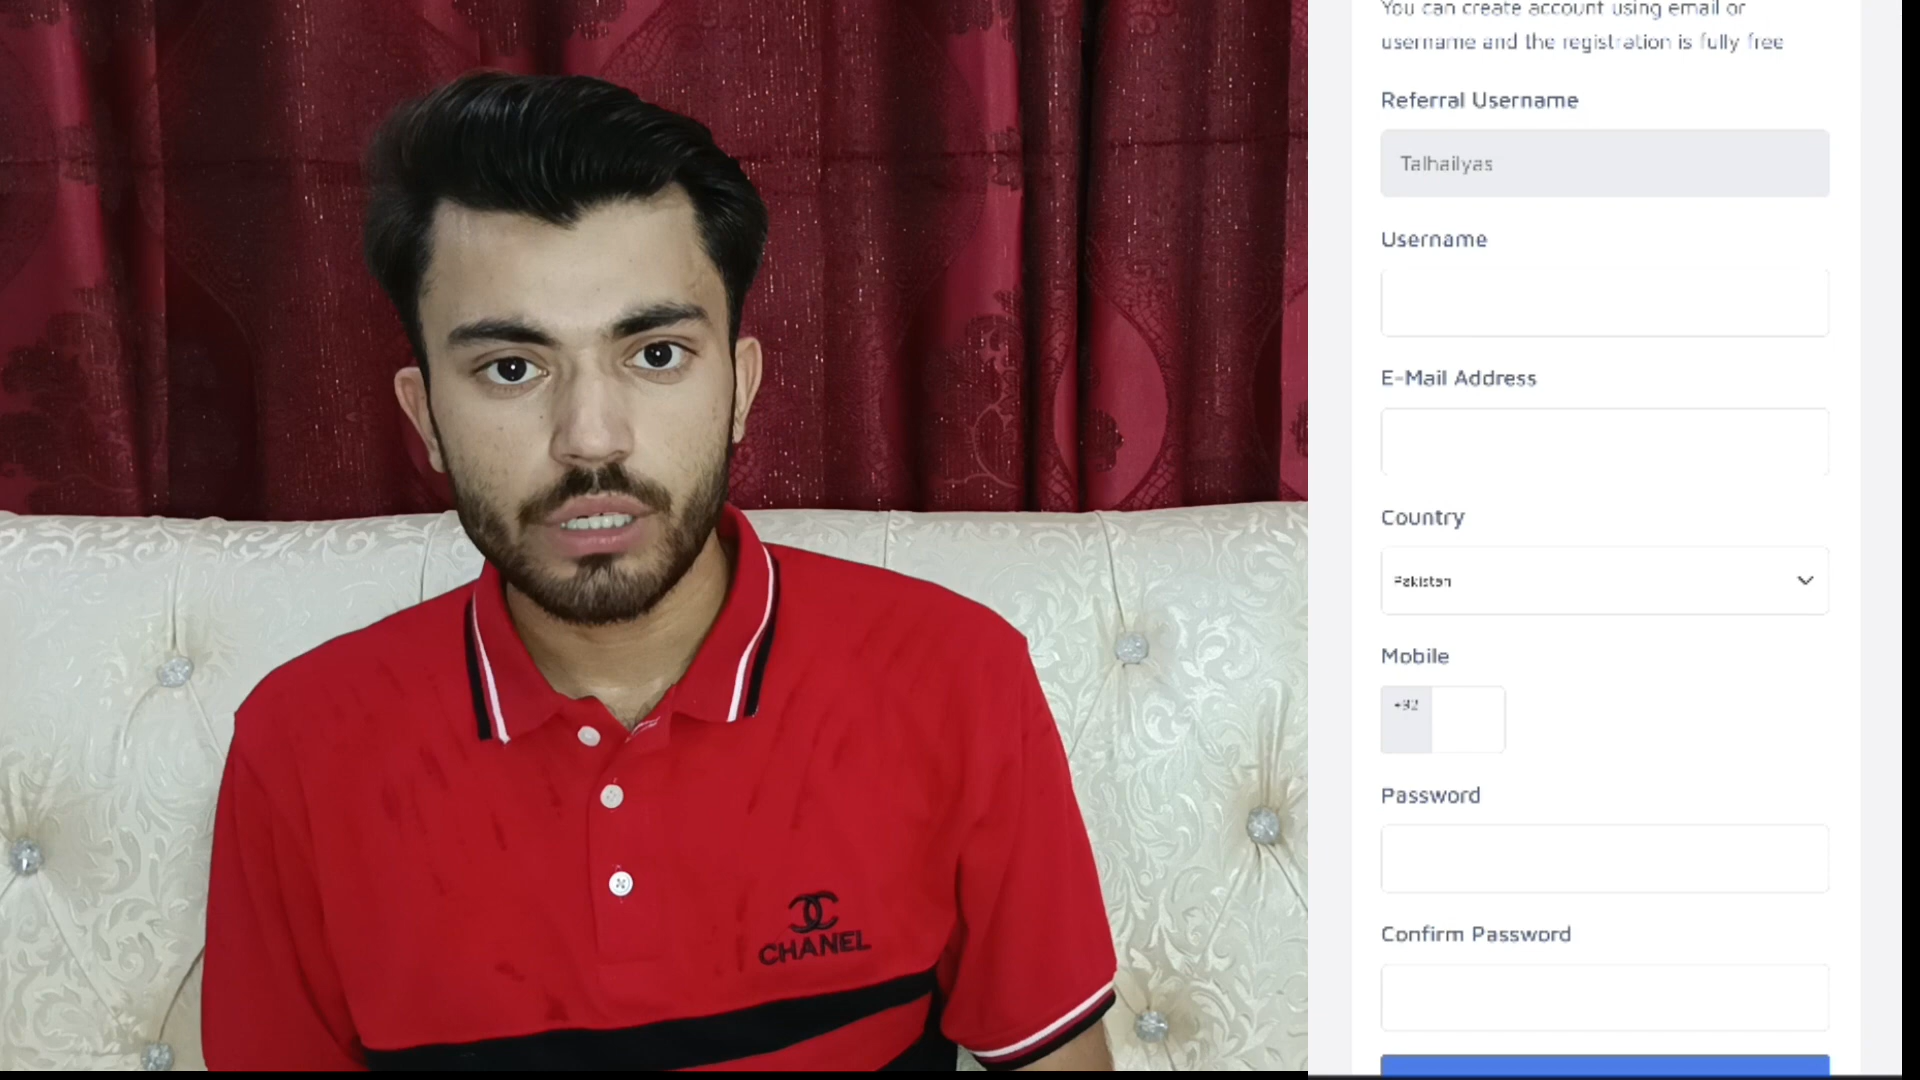 CHANEL
You can create account using email or
username and the registration is fully free
Referral Username
Talhailyas
Username
E-Mail Address
Country
Pakistan
Mobile
+92
Password
Confirm Password